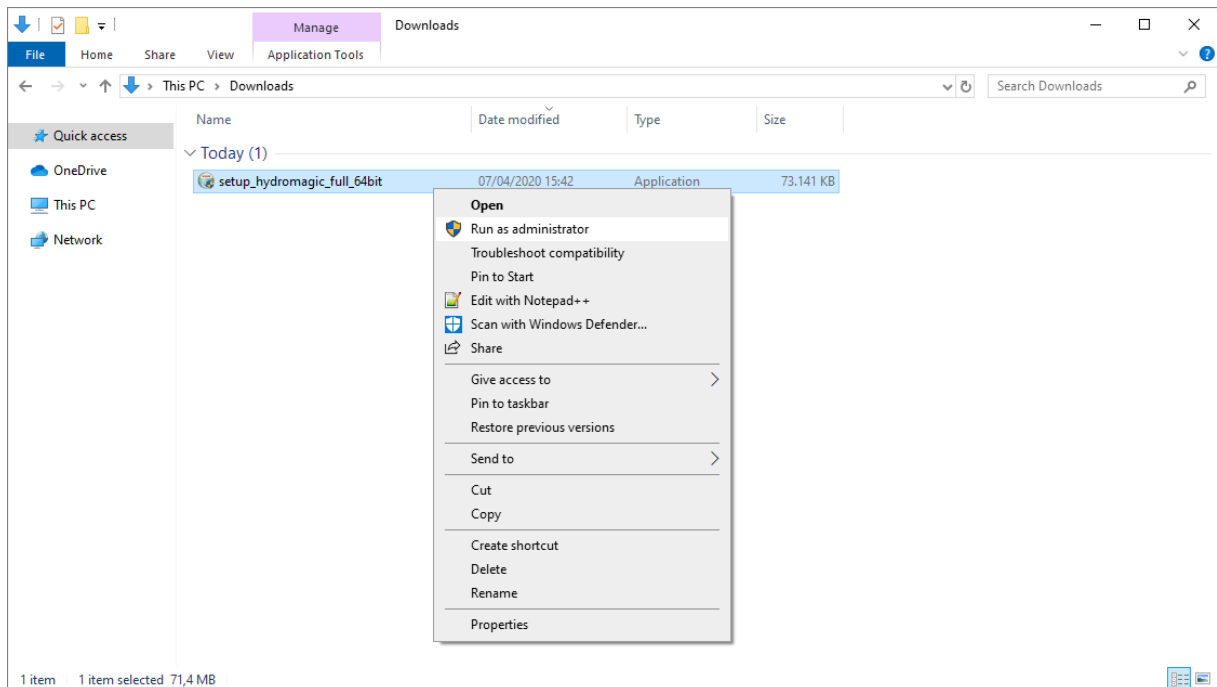 Manage Downloads
File Home Share View Application Tools
This PC > Downloads Search Downloads
Name Date modified Type Size
Quick access
Today (1)
OneDrive
setup_hydromagic_full_64bit 07/04/2020 15:42 Application 73.141 KB
This PC
Network
Open
Run as administrator
Troubleshoot compatibility
Pin to Start
Edit with Notepad++
Scan with Windows Defender...
Share
Give access to
Pin to taskbar
Restore previous versions
Send to
Cut
Copy
Create shortcut
Delete
Rename
Properties
1 item 1 item selected 71,4 MB